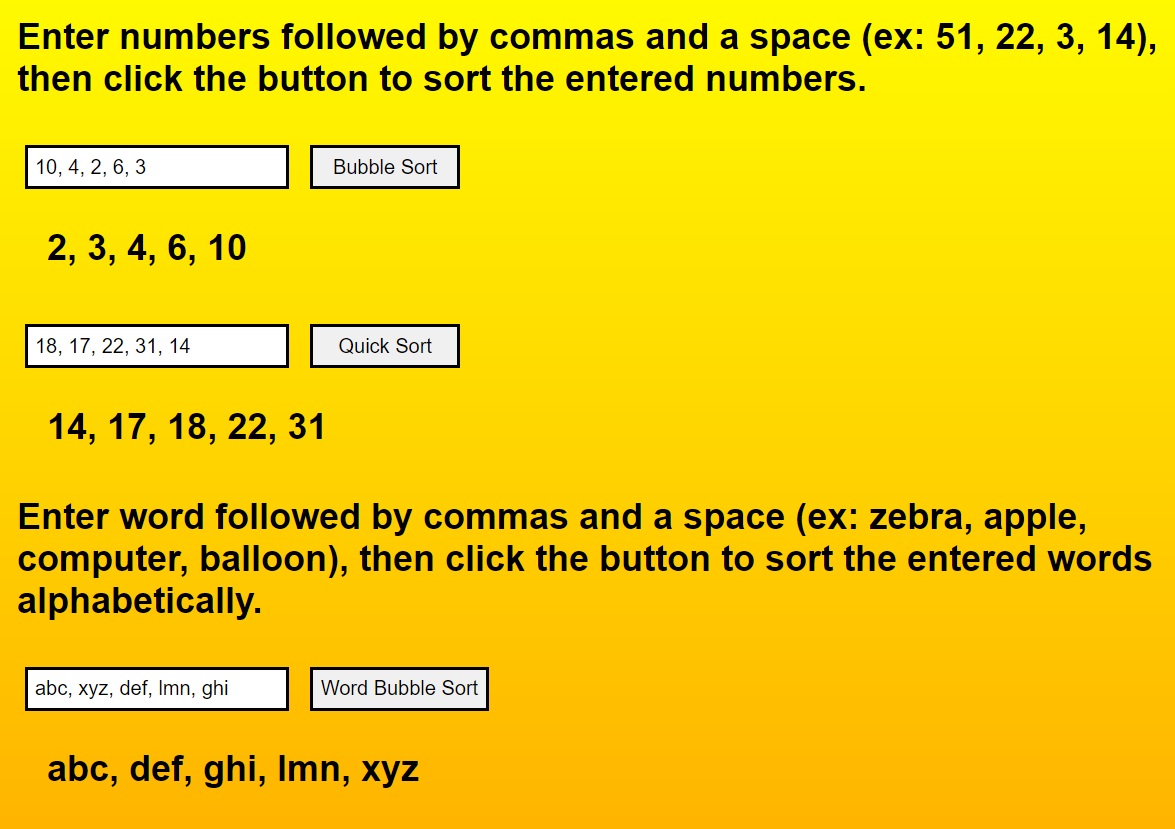 Enter numbers followed by commas and a space (ex: 51, 22, 3, 14),
then click the button to sort the entered numbers.
10, 4, 2, 6, 3 Bubble Sort
2, 3, 4, 6, 10
18, 17, 22, 31, 14 Quick Sort
14, 17, 18, 22, 31
Enter word followed by commas and a space (ex: zebra, apple,
computer, balloon), then click the button to sort the entered words
alphabetically.
abc, xyz, def, lmn, ghi Word Bubble Sort
abc, def, ghi, lmn, xyz